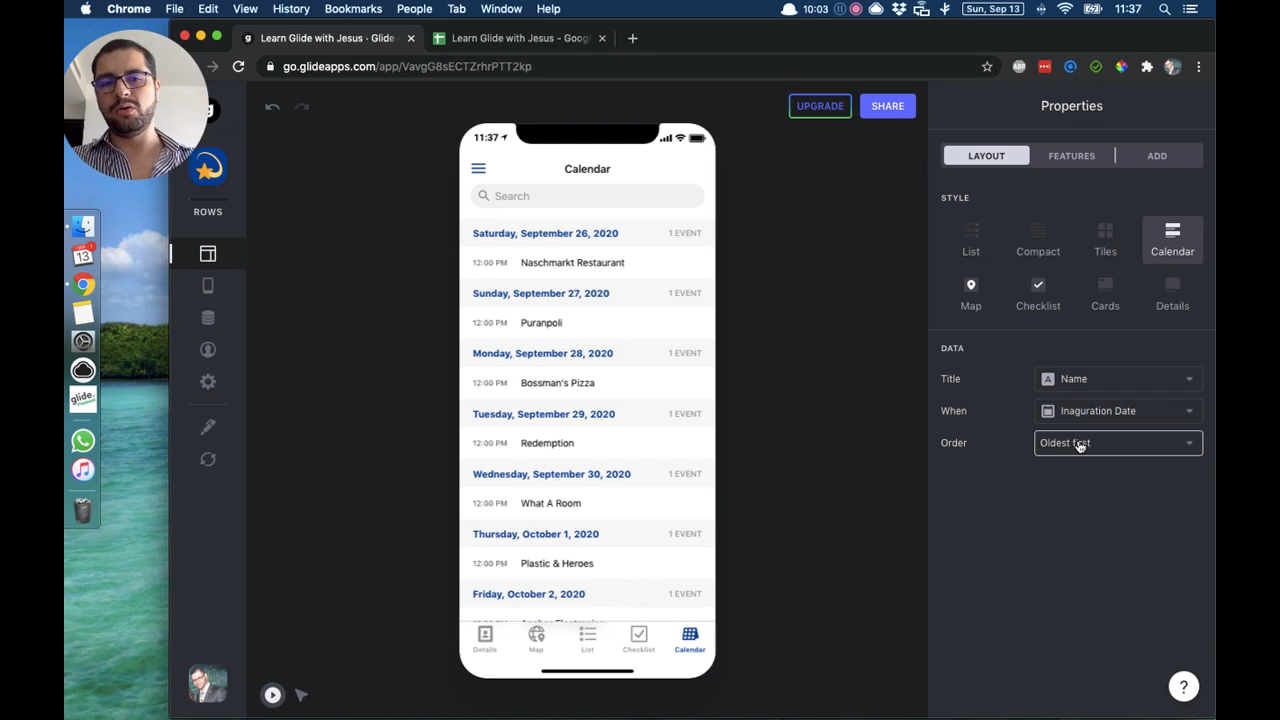 Chrome File Edit View History Bookmarks People Tab Window Help 10:03 Sun, Sep 13 11:37
Learn Glide with Jesus · Glide Learn Glide with Jesus - Goog
go.glideapps.com/app/VavgG8sECTZrhrPTT2kp
UPGRADE SHARE
Properties
LAYOUT FEATURES ADD
STYLE
List Compact Tiles Calendar
Map Checklist Cards Details
DATA
Title Name
When Inaguration Date
Order Oldest first
ROWS
11:37
Calendar
Search
Saturday, September 26, 2020 1 EVENT
12:00 PM Naschmarkt Restaurant
Sunday, September 27, 2020 1 EVENT
12:00 PM Puranpoli
Monday, September 28, 2020 1 EVENT
12:00 PM Bossman's Pizza
Tuesday, September 29, 2020 1 EVENT
12:00 PM Redemption
Wednesday, September 30, 2020 1 EVENT
12:00 PM What A Room
Thursday, October 1, 2020 1 EVENT
12:00 PM Plastic & Heroes
Friday, October 2, 2020 1 EVENT
Details Map List Checklist Calendar
13
glide.
?